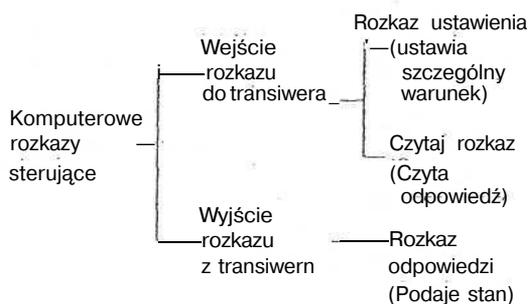 Komputerowe
rozkazy
sterujące
Wejście
rozkazu
do transiwera
Rozkaz ustawienia
(ustawia
szczególny
warunek)
Czytaj rozkaz
(Czyta
odpowiedź)
Wyjście
rozkazu
z transiwern
Rozkaz
odpowiedzi
(Podaje stan)